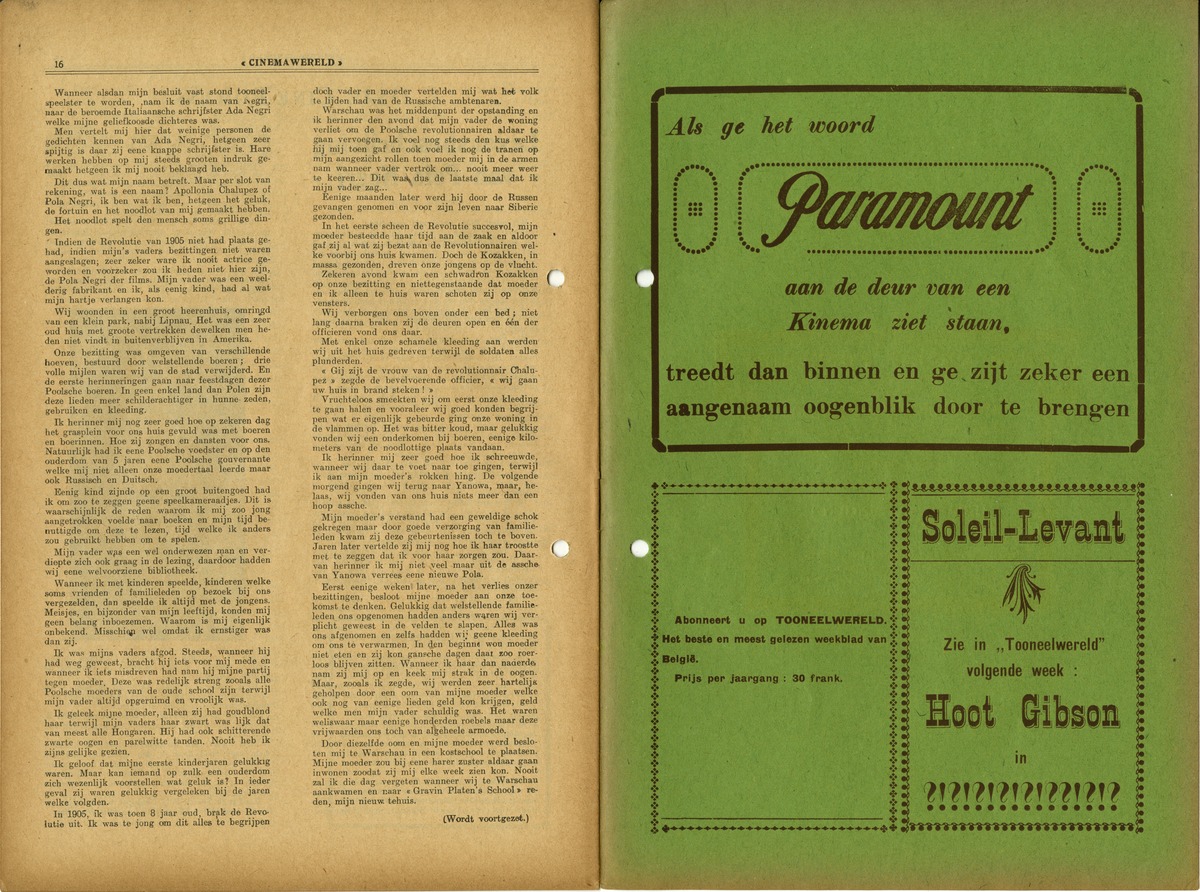 16
« CINEMAWERELD »
Wanneer alsdan mijn besluit vast stond tooneel-
speelster te worden, nam ik de naam van Negri,
naar de beroemde Italiaansche schrijfster Ada Negri
welke mijne geliefkoosde dichteres was.
Men vertelt mij hier dat weinige personen de
gedichten kennen van Ada Negri, hetgeen zeer
spijtig is daar zij eene knappe schrijfster is. Hare
werken hebben op mij steeds grooten indruk ge-
maakt hetgeen ik mij nooit beklagd heb.
Dit dus wat mijn naam betreft. Maar per slot van
rekening, wat is een naam? Apollonia Chalupez of
Pola Negri, ik ben wat ik ben, hetgeen het geluk,
de fortuin en het noodlot van mij gemaakt hebben.
Het noodlot spelt den mensch soms grillige din-
gen.
Indien de Revolutie van 1905 niet had plaats ge-
had, indien mijn's vaders bezittingen niet waren
aangeslagen; zeer zeker ware ik nooit actrice ge-
worden en voorzeker zou ik heden niet hier zijn,
de Pola Negri der films. Mijn vader was een weel-
derig fabrikant en ik, als eenig kind, had al wat
mijn hartje verlangen kon.
Wij woonden in een groot heerenhuis, omringd
van een klein park, nabij Lipnau. Het was een zeer
oud huis met groote vertrekken dewelken men he-
den niet vindt in buitenverblijven in Amerika.
Onze bezitting was omgeven van verschillende
hoeven, bestuurd door welstellende boeren; drie
volle mijlen waren wij van de stad verwijderd. En
de eerste herinneringen gaan naar feestdagen dezer
Poolsche boeren. In geen enkel land dan Polen zijn
deze lieden meer schilderachtiger in hunne zeden,
gebruiken en kleeding.
Ik herinner mij nog zeer goed hoe op zekeren dag
het grasplein voor ons huis gevuld was met boeren
en boerinnen. Hoe zij zongen en dansten voor ons.
Natuurlijk had ik eene Poolsche voedster en op den
ouderdom van 5 jaren eene Poolsche gouvernante
welke mij niet alleen onze moedertaal leerde maar
ook Russisch en Duitsch.
Eenig kind zijnde op een groot buitengoed had
ik om zoo te zeggen geene speelkameraadjes. Dit is
waarschijnlijk de reden waarom ik mij zoo jong
aangetrokken voelde naar boeken en mijn tijd be-
nuttigde om deze te lezen, tijd welke ik anders
zou gebruikt hebben om te spelen.
Mijn vader was een wel onderwezen man en ver-
diepte zich ook graag in de lezing, daardoor hadden
wij eene welvoorziene bibliotheek.
Wanneer ik met kinderen speelde, kinderen welke
soms vrienden of familieleden op bezoek bij ons
vergezelden, dan speelde ik altijd met de jongens.
Meisjes, en bijzonder van mijn leeftijd, konden mij
geen belang inboezemen. Waarom is mij eigenlijk
onbekend. Misschien wel omdat ik ernstiger was
dan zij.
Ik was mijns vaders afgod. Steeds, wanneer hij
had weg geweest, bracht hij iets voor mij mede en
wanneer ik iets misdreven had nam hij mijne partij
tegen moeder. Deze was redelijk streng zooals alle
Poolsche moeders van de oude school zijn terwijl
mijn vader altijd opgeruimd en vroolijk was.
Ik geleek mijne moeder, alleen zij had goudblond
haar terwijl mijn vaders haar zwart was lijk dat
van meest alle Hongaren. Hij had ook schitterende
zwarte oogen en parelwitte tanden. Nooit heb ik
zijns gelijke gezien.
Ik geloof dat mijne eerste kinderjaren gelukkig
waren. Maar kan iemand op zulk een ouderdom
zich wezenlijk voorstellen wat geluk is? In ieder
geval zij waren gelukkig vergeleken bij de jaren
welke volgden.
In 1905, ik was toen 8 jaar oud, brak de Revo-
lutie uit. Ik was te jong om dit alles te begrijpen
doch vader en moeder vertelden mij wat het volk
te lijden had van de Russische ambtenaren.
Warschau was het middenpunt der opstanding en
ik herinner den avond dat mijn vader de woning
verliet om de Poolsche revolutionnairen aldaar te
gaan vervoegen. Ik voel nog steeds den kus welke
hij mij toen gaf en ook voel ik nog de tranen op
mijn aangezicht rollen toen moeder mij in de armen
nam wanneer vader vertrok om... nooit meer weer
te keeren... Dit was dus de laatste maal dat ik
mijn vader zag...
Eenige maanden later werd hij door de Russen
gevangen genomen en voor zijn leven naar Siberie
gezonden.
In het eerste scheen de Revolutie succesvol, mijn
moeder besteedde haar tijd aan de zaak en aldoor
gaf zij al wat zij bezat aan de Revolutionnairen wel-
ke voorbij ons huis kwamen. Doch de Kozakken, in
massa gezonden, dreven onze jongens op de vlucht.
Zekeren avond kwam een schwadron Kozakken
op onze bezitting en niettegenstaande dat moeder
en ik alleen te huis waren schoten zij op onze
vensters.
Wij verborgen ons boven onder een bed; niet
lang daarna braken zij de deuren open en één der
officieren vond ons daar.
Met enkel onze schamele kleeding aan werden
wij uit het huis gedreven terwijl de soldaten alles
plunderden.
« Gij zijt de vrouw van de revolutionnair Chalu-
pez » zegde de bevelvoerende officier, « wij gaan
uw huis in brand steken! »
Vruchteloos smeekten wij om eerst onze kleeding
te gaan halen en vooraleer wij goed konden begrij-
pen wat er eigenlijk gebeurde ging onze woning in
de vlammen op. Het was bitter koud, maar gelukkig
vonden wij een onderkomen bij boeren, eenige kilo-
meters van de noodlottige plaats vandaan.
Ik herinner mij zeer goed hoe ik schreeuwde,
wanneer wij daar te voet naar toe gingen, terwijl
ik aan mijn moeder's rokken hing. De volgende
morgend gingen wij terug naar Yanowa, maar, he-
laas, wij vonden van ons huis niets meer dan een
hoop assche.
Mijn moeder's verstand had een geweldige schok
gekregen maar door goede verzorging van familie-
leden kwam zij deze gebeurtenissen toch te boven.
Jaren later vertelde zij mij nog hoe ik haar troostte
met te zeggen dat ik voor haar zorgen zou. Daar-
van herinner ik mij niet veel maar uit de assche
van Yanowa verrees eene nieuwe Pola.
Eerst eenige weken later, na het verlies onzer
bezittingen, besloot mijne moeder aan onze toe-
komst te denken. Gelukkig dat welstellende familie-
leden ons opgenomen hadden anders waren wij ver-
plicht geweest in de velden te slapen. Alles was
ons afgenomen en zelfs hadden wij geene kleeding
om ons te verwarmen. In den beginne wou moeder
niet eten en zij kon gansche dagen daar zoo roer-
loos blijven zitten. Wanneer ik haar dan naderde
nam zij mij op en keek mij strak in de oogen.
Maar, zooals ik zegde, wij werden zeer hartelijk
geholpen door een oom van mijne moeder welke
ook nog van eenige lieden geld kon krijgen, geld
welke men mijn vader schuldig was. Het waren
weliswaar maar eenige honderden roebels maar deze
vrijwaarden ons toch van algeheele armoede.
Door diezelfde oom en mijne moeder werd beslo-
ten mij te Warschau in een kostschool te plaatsen.
Mijne moeder zou bij eene harer zuster aldaar gaan
inwonen zoodat zij mij elke week zien kon. Nooit
zal ik die dag vergeten wanneer wij te Warschau
aankwamen en naar « Gravin Platen's School » re-
den, mijn nieuw tehuis.
(Wordt voortgezet.)
Als ge het woord
Paramount
aan de deur van een
Kinema ziet staan,
treedt dan binnen en ge zijt zeker een
aangenaam oogenblik door te brengen
Abonneert u op TOONEELWERELD.
Het beste en meest gelezen weekblad van
België.
Prijs per jaargang : 30 frank.
Soleil-Levant
Zie in „Tooneelwereld”
volgende week :
Hoot Gibson
in
?!?!?!?!?!?!?!?